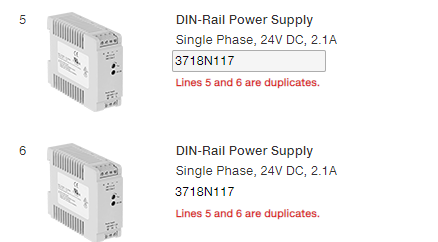 5
DIN-Rail Power Supply
Single Phase, 24V DC, 2.1A
3718N117
Lines 5 and 6 are duplicates.
6
DIN-Rail Power Supply
Single Phase, 24V DC, 2.1A
3718N117
Lines 5 and 6 are duplicates.